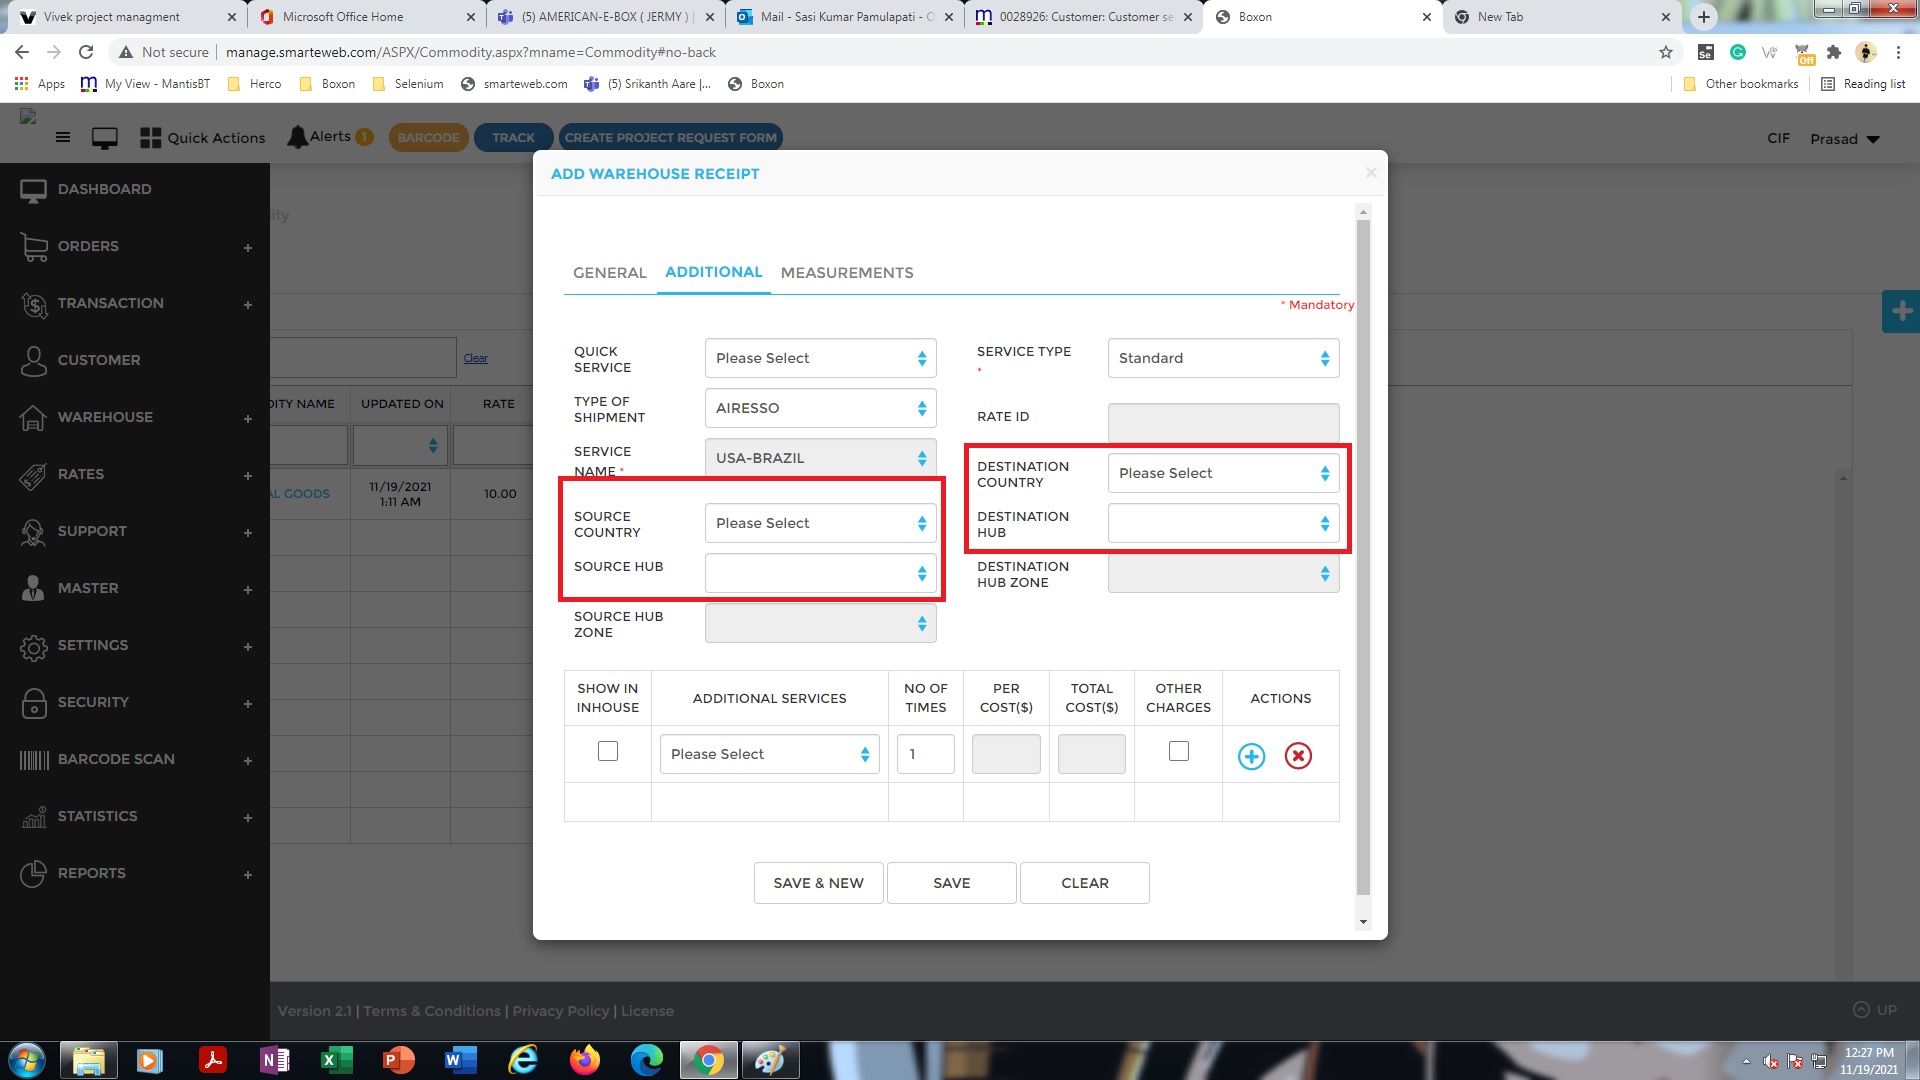 Vivek project managment
Microsoft Office Home
(5) AMERICAN-E-BOX ( JERMY ) |
Mail - Sasi Kumar Pamulapati - O
0028926: Customer: Customer se
Boxon
New Tab
Not secure | manage.smarteweb.com/ASPX/Commodity.aspx?mname=Commodity#no-back
Apps
My View - MantisBT
Herco
Boxon
Selenium
smarteweb.com
(5) Srikanth Aare |...
Boxon
Other bookmarks
Reading list
Quick Actions
Alerts 1
BARCODE
TRACK
CREATE PROJECT REQUEST FORM
CIF
Prasad
DASHBOARD
ORDERS +
TRANSACTION +
CUSTOMER
WAREHOUSE +
RATES +
SUPPORT +
MASTER +
SETTINGS +
SECURITY +
BARCODE SCAN +
STATISTICS +
REPORTS +
ity
Clear
DITY NAME
UPDATED ON
RATE
AL GOODS
11/19/2021
1:11 AM
10.00
ADD WAREHOUSE RECEIPT
GENERAL
ADDITIONAL
MEASUREMENTS
* Mandatory
QUICK
SERVICE
Please Select
SERVICE TYPE
*
Standard
TYPE OF
SHIPMENT
AIRESSO
RATE ID
SERVICE
NAME *
USA-BRAZIL
DESTINATION
COUNTRY
Please Select
SOURCE
COUNTRY
Please Select
DESTINATION
HUB
SOURCE HUB
DESTINATION
HUB ZONE
SOURCE HUB
ZONE
SHOW IN
INHOUSE
ADDITIONAL SERVICES
NO OF
TIMES
PER
COST($)
TOTAL
COST($)
OTHER
CHARGES
ACTIONS
Please Select
1
SAVE & NEW
SAVE
CLEAR
Version 2.1 | Terms & Conditions | Privacy Policy | License
UP
12:27 PM
11/19/2021